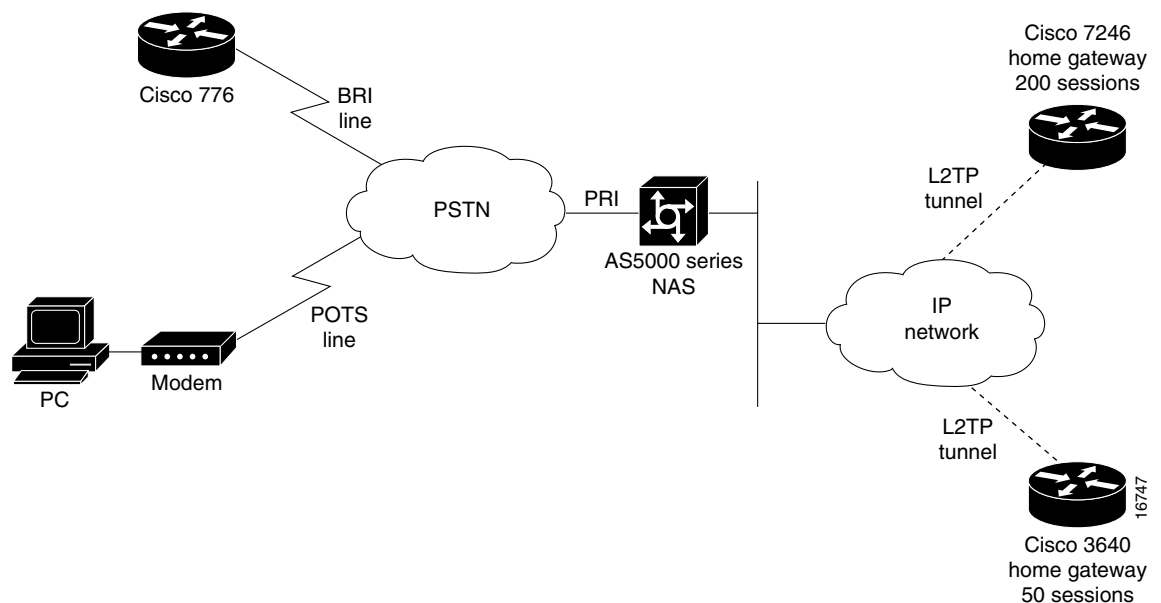 Cisco 776
BRI
line
PSTN
PRI
AS5000 series
NAS
POTS
line
PC
Modem
Cisco 7246
home gateway
200 sessions
L2TP
tunnel
IP
network
L2TP
tunnel
16747
Cisco 3640
home gateway
50 sessions